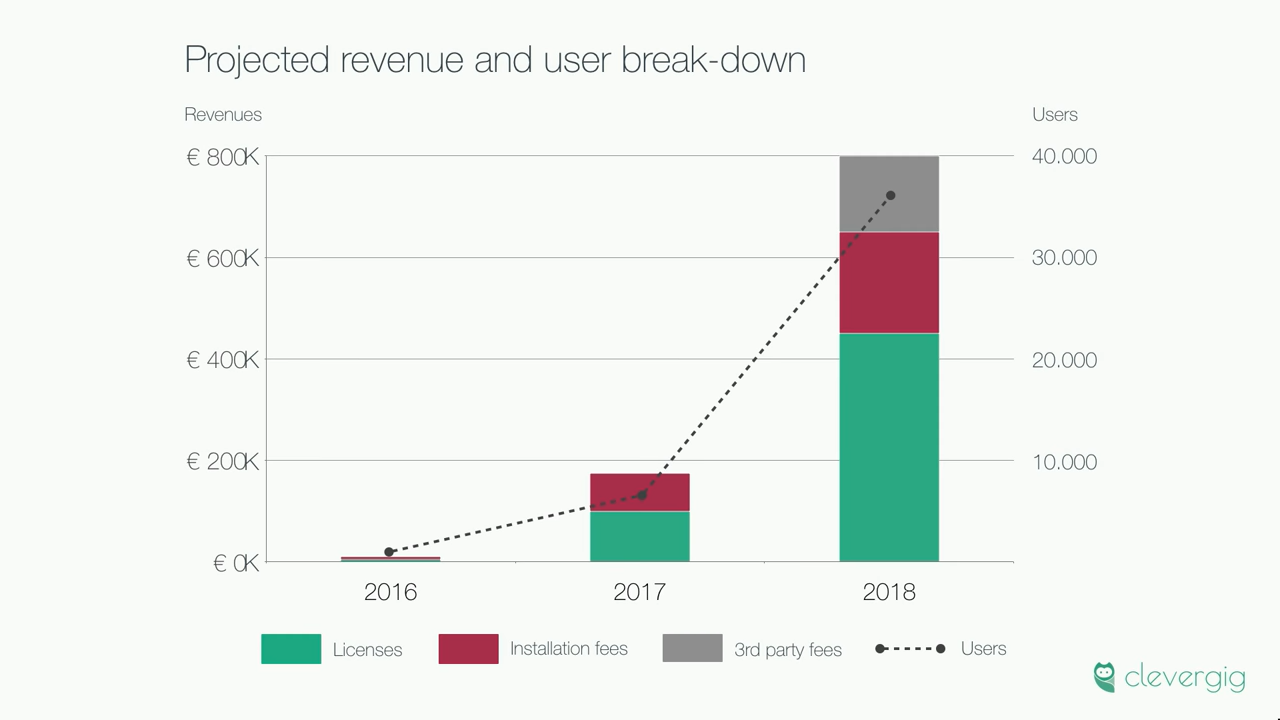 Projected revenue and user break-down
Revenues
Users
€ 800K
40.000
€ 600K
30.000
€ 400K
20.000
€ 200K
10.000
€ 0K
2016
2017
2018
Licenses
Installation fees
3rd party fees
Users
clevergig